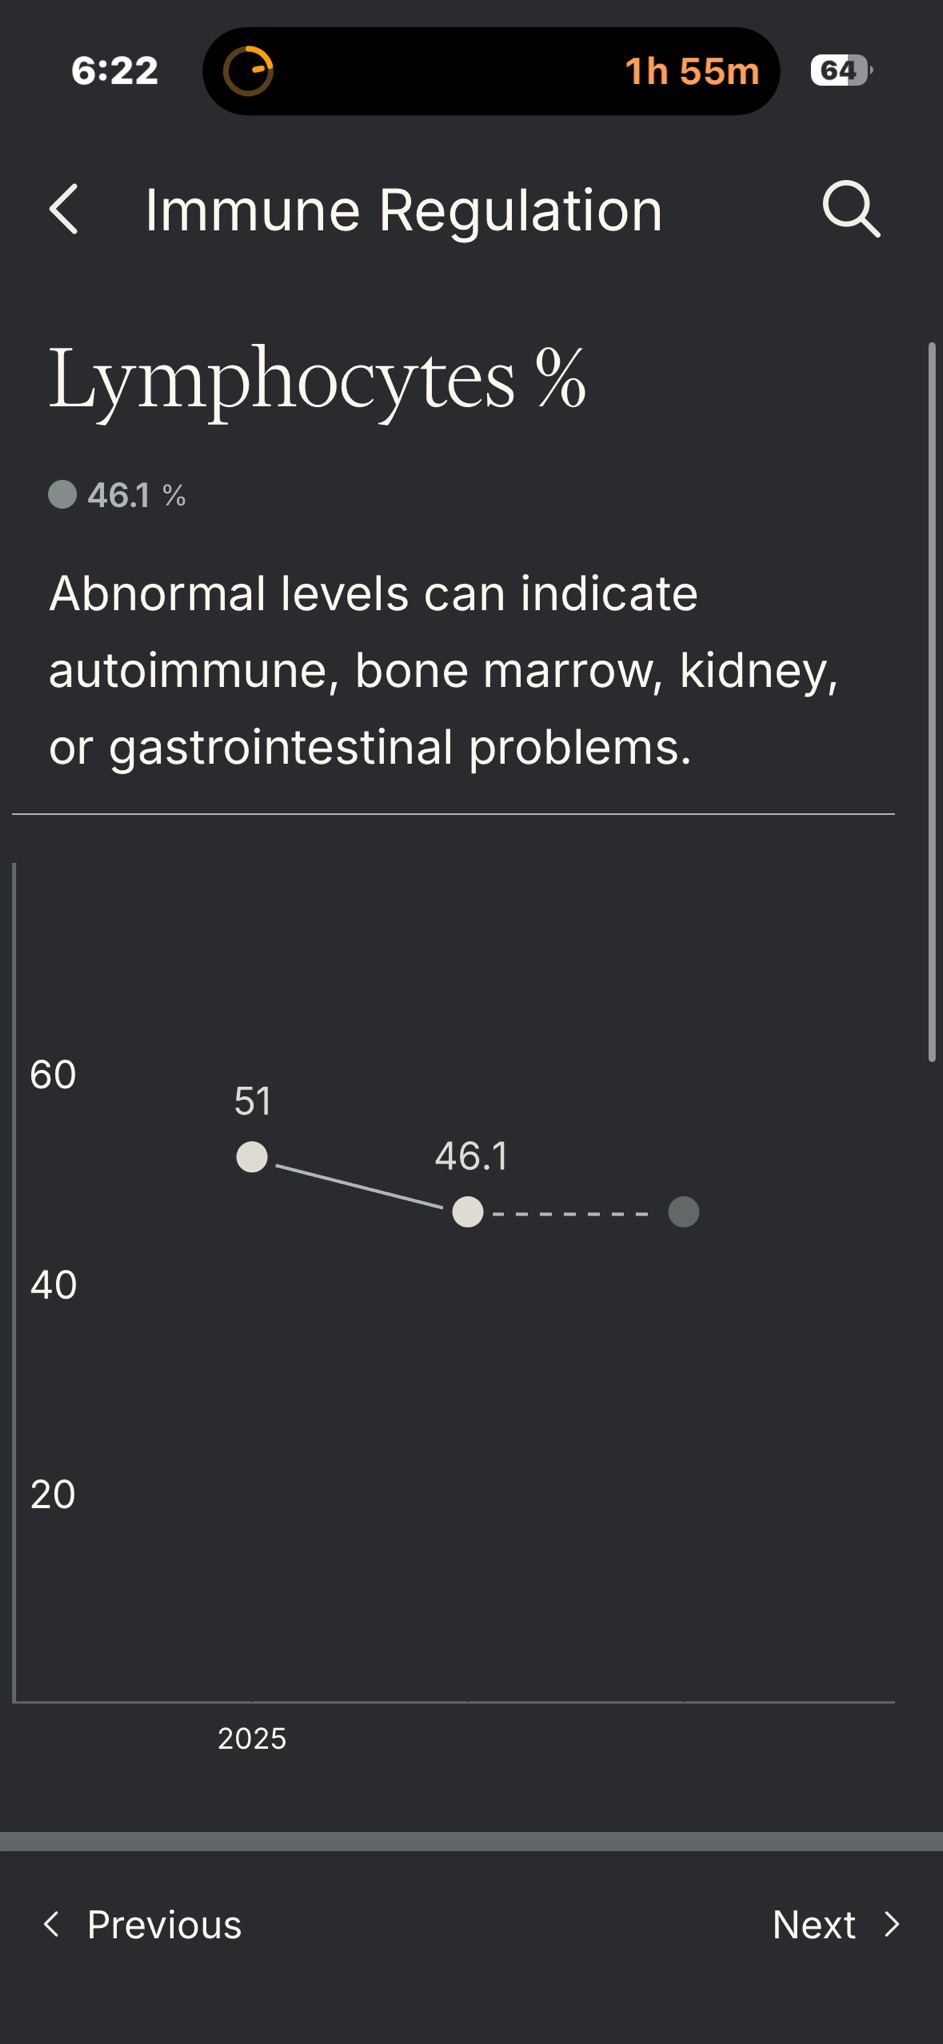 6:22
1h 55m
64
Immune Regulation
Lymphocytes %
46.1 %
Abnormal levels can indicate
autoimmune, bone marrow, kidney,
or gastrointestinal problems.
60
51
46.1
40
20
2025
Previous
Next